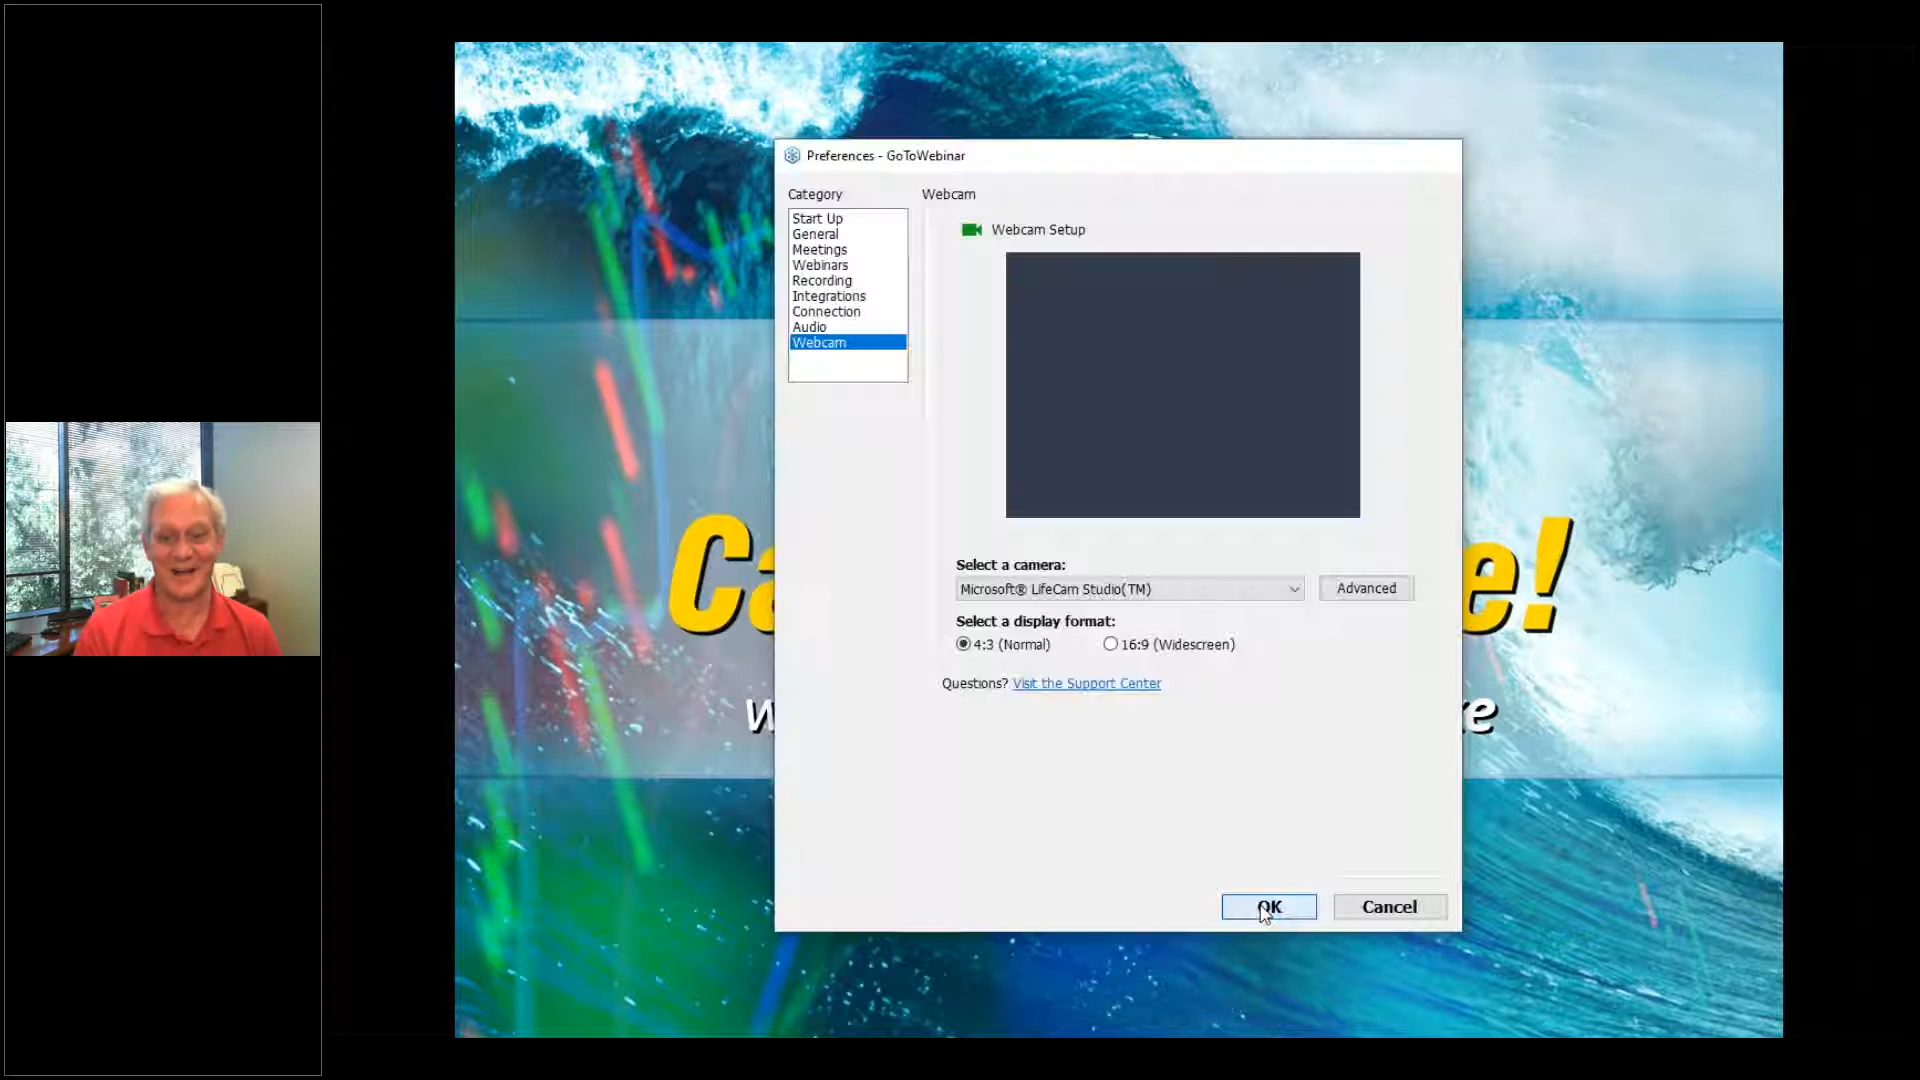 Preferences - GoToWebinar
Category
Webcam
Start Up
General
Meetings
Webinars
Recording
Integrations
Connection
Audio
Webcam
Webcam Setup
Select a camera:
Microsoft® LifeCam Studio(TM)
Advanced
Select a display format:
4:3 (Normal)
16:9 (Widescreen)
Questions? Visit the Support Center
OK
Cancel